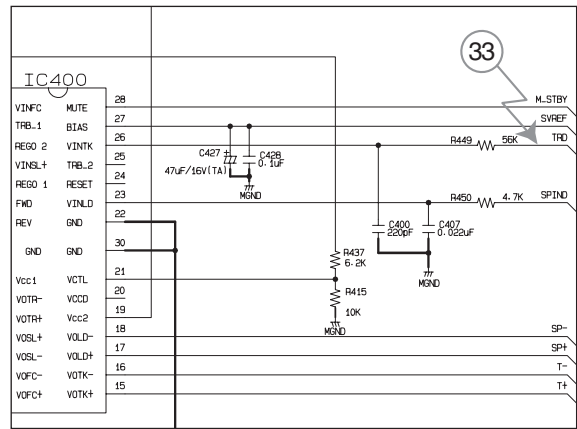 33
IC400
VINFC MUTE 28 M_STBY
TRB_1 BIAS 27 SVREF
REGO 2 VINTK 26 R449 56K TRD
VINSL+ TRB_2 25
C427 + C428
47uF/16V(TA) 0.1uF
MGND
REGO 1 RESET 24
FWD VINLD 23 R450 4.7K SPIND
REV GND 22
C400 C407
220pF 0.022uF
MGND
GND GND 30
R437
6.2K
Vcc1 VCTL 21
VOTR- VCCD 20
R415
10K
MGND
VOTR+ Vcc2 19
VOSL+ VOLD- 18 SP-
VOSL- VOLD+ 17 SP+
VOFC- VOTK- 16 T-
VOFC+ VOTK+ 15 T+